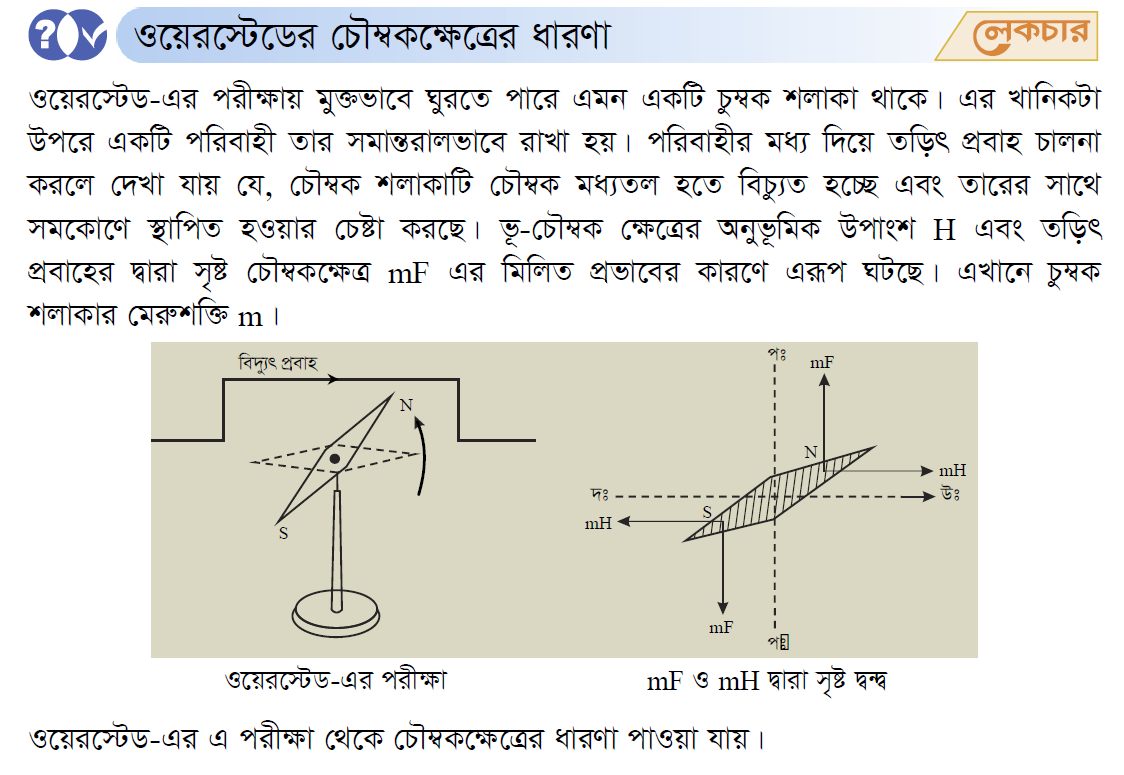 ওয়েরস্টেডের চৌম্বকক্ষেত্রের ধারণা
লেকচার
ওয়েরস্টেড-এর পরীক্ষায় মুক্তভাবে ঘুরতে পারে এমন একটি চুম্বক শলাকা থাকে। এর খানিকটা
উপরে একটি পরিবাহী তার সমান্তরালভাবে রাখা হয়। পরিবাহীর মধ্য দিয়ে তড়িৎ প্রবাহ চালনা
করলে দেখা যায় যে, চৌম্বক শলাকাটি চৌম্বক মধ্যতল হতে বিচ্যুত হচ্ছে এবং তারের সাথে
সমকোণে স্থাপিত হওয়ার চেষ্টা করছে। ভূ-চৌম্বক ক্ষেত্রের অনুভূমিক উপাংশ H এবং তড়িৎ
প্রবাহের দ্বারা সৃষ্ট চৌম্বকক্ষেত্র mF এর মিলিত প্রভাবের কারণে এরূপ ঘটছে। এখানে চুম্বক
শলাকার মেরুশক্তি m।
বিদ্যুৎ প্রবাহ
N
S
পঃ
mF
N
mH
দঃ
উঃ
S
mH
mF
ওয়েরস্টেড-এর পরীক্ষা
mF ও mH দ্বারা সৃষ্ট দ্বন্দ্ব
ওয়েরস্টেড-এর এ পরীক্ষা থেকে চৌম্বকক্ষেত্রের ধারণা পাওয়া যায়।